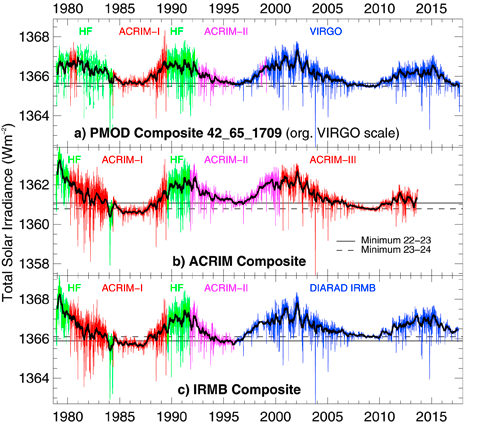 1980 1985 1990 1995 2000 2005 2010 2015
HF ACRIM-I HF ACRIM-II VIRGO
1368
1366
1364
a) PMOD Composite 42_65_1709 (org. VIRGO scale)
HF ACRIM-I HF ACRIM-II ACRIM-III
1362
1360
1358
Minimum 22-23
Minimum 23-24
b) ACRIM Composite
Total Solar Irradiance (Wm-2)
HF ACRIM-I HF ACRIM-II DIARAD IRMB
1368
1366
1364
c) IRMB Composite
1980 1985 1990 1995 2000 2005 2010 2015